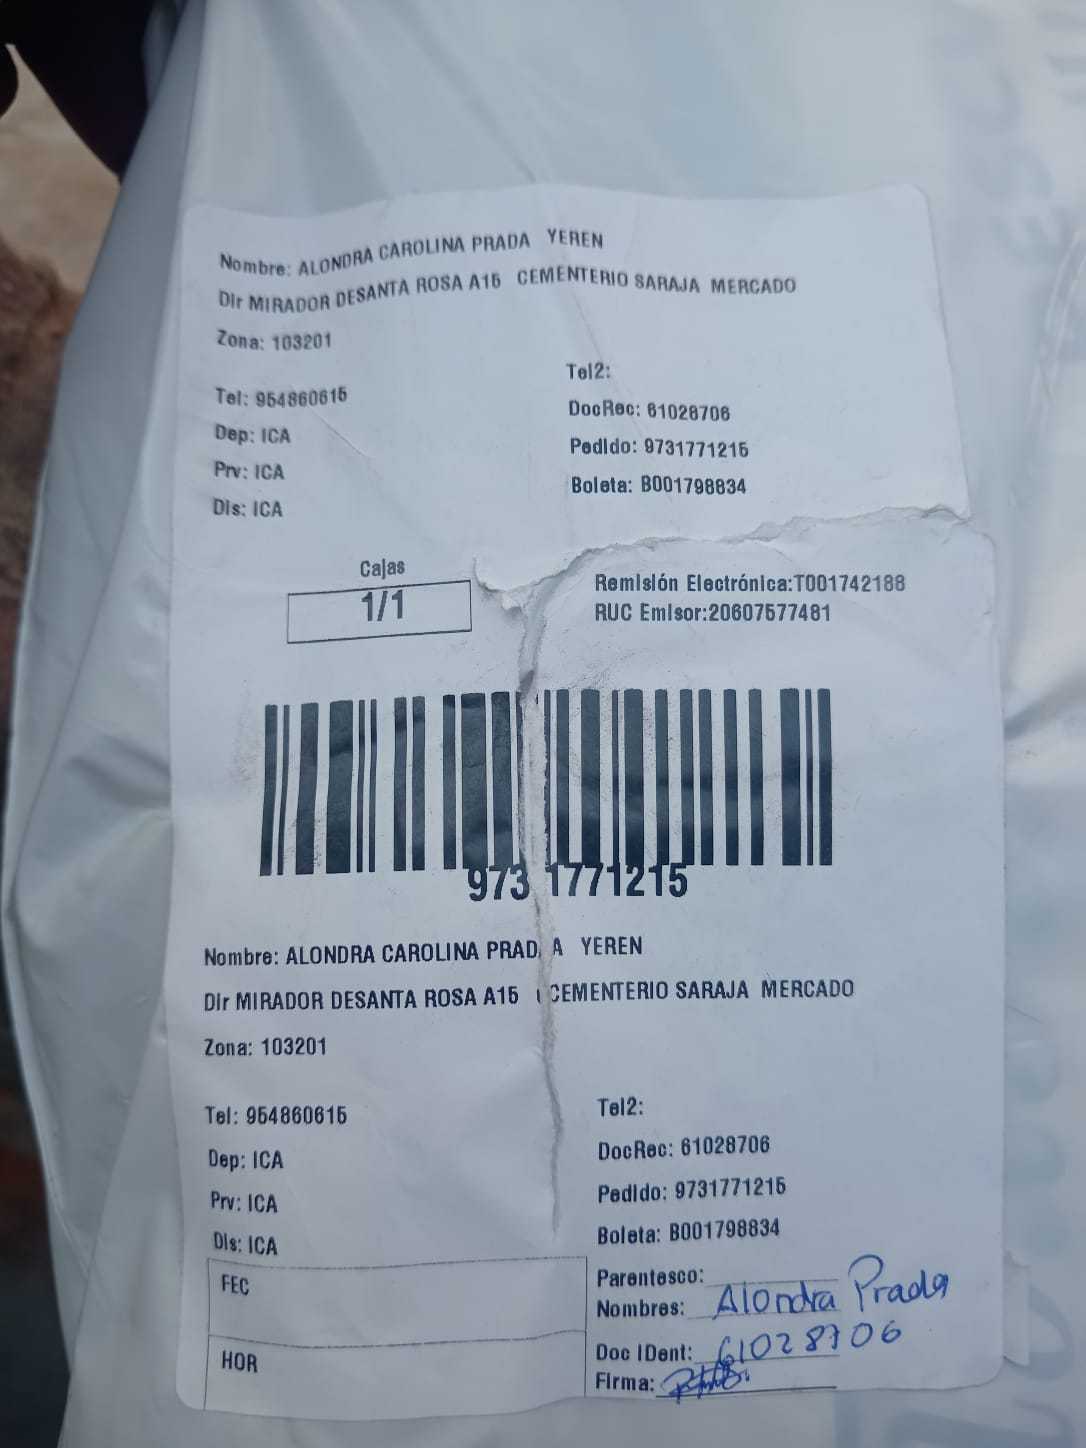 Nombre: ALONDRA CAROLINA PRADA YEREN
Dir MIRADOR DESANTA ROSA A15 CEMENTERIO SARAJA MERCADO
Zona: 103201
Tel: 954860615
Tel2:
Dep: ICA
DocRec: 61028706
Prv: ICA
Pedido: 9731771215
Dis: ICA
Boleta: B001798834
Cajas
1/1
Remisión Electrónica:T001742188
RUC Emisor:20607577481
9731771215
Nombre: ALONDRA CAROLINA PRADA YEREN
Dir MIRADOR DESANTA ROSA A15 CEMENTERIO SARAJA MERCADO
Zona: 103201
Tel: 954860615
Tel2:
Dep: ICA
DocRec: 61028706
Prv: ICA
Pedido: 9731771215
Dis: ICA
Boleta: B001798834
FEC
HOR
Parentesco:
Nombres: Alondra Prada
Doc IDent: 61028706
Firma: